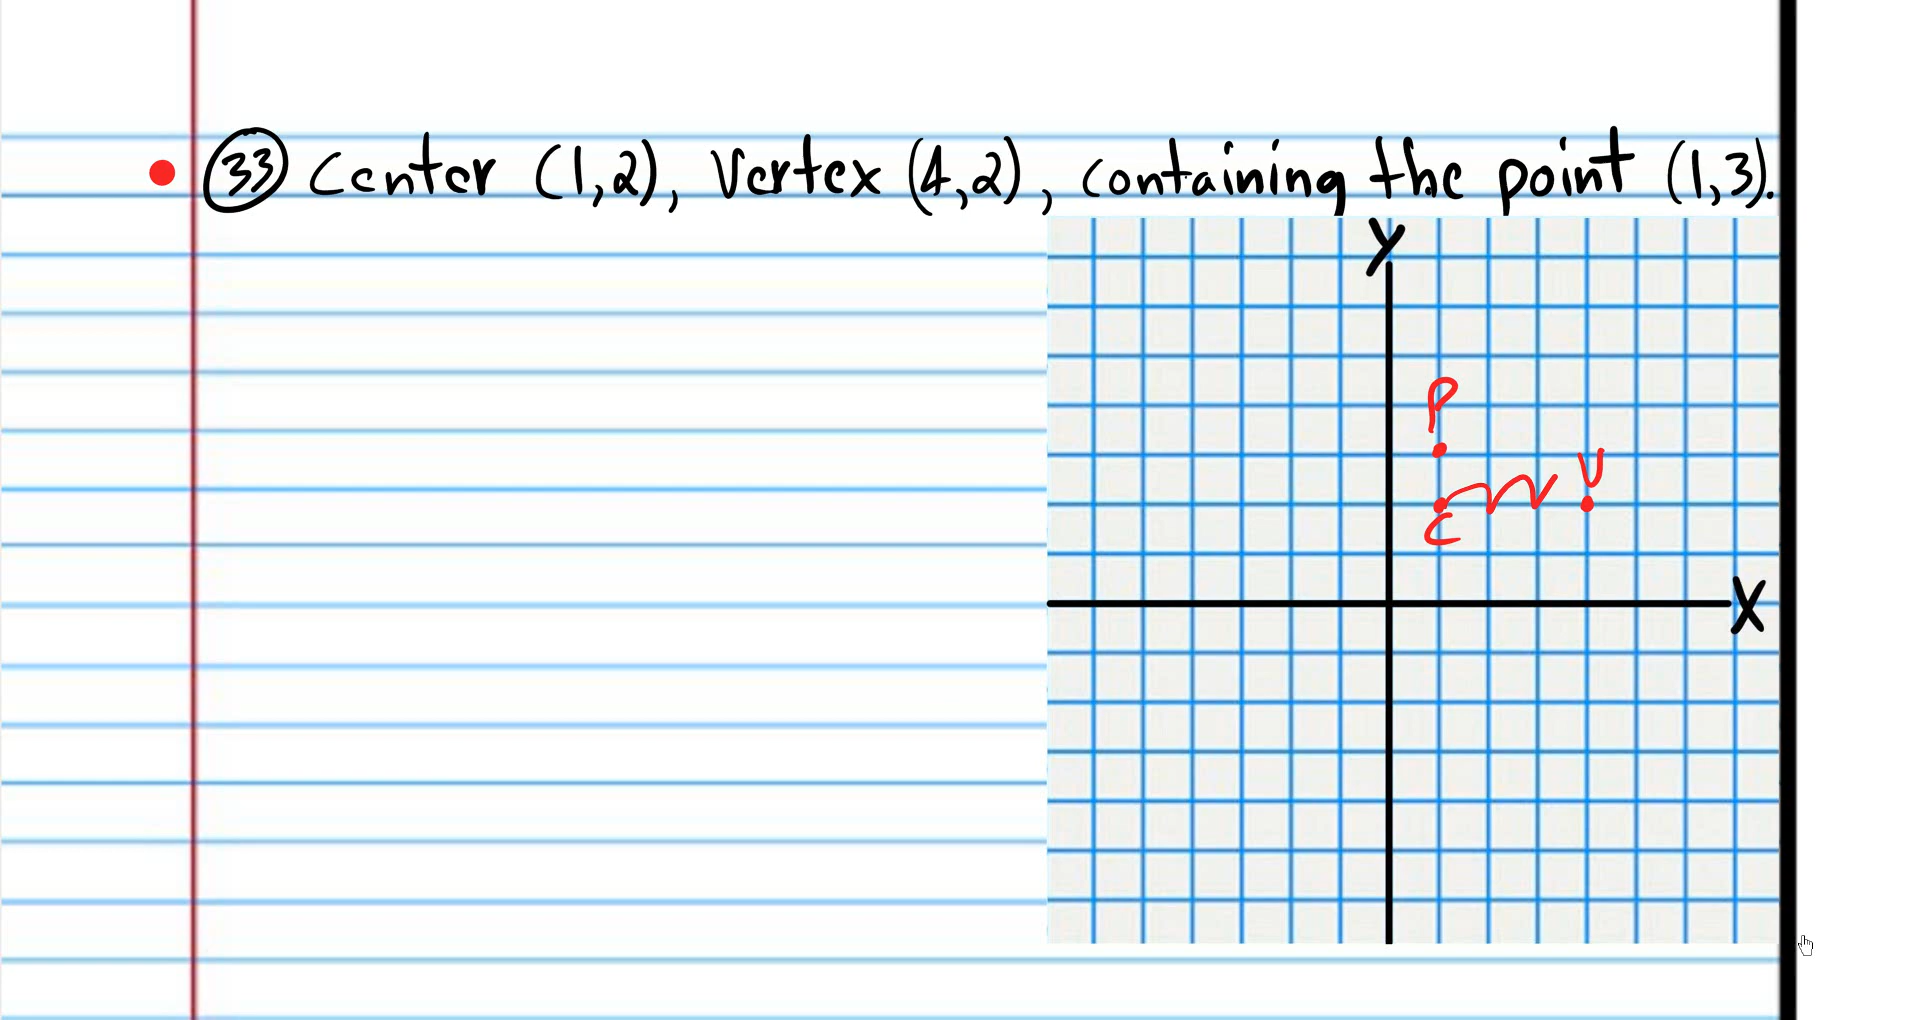 33 Center (1,2), Vertex (4,2), containing the point (1,3).
Y
P
V
C
X